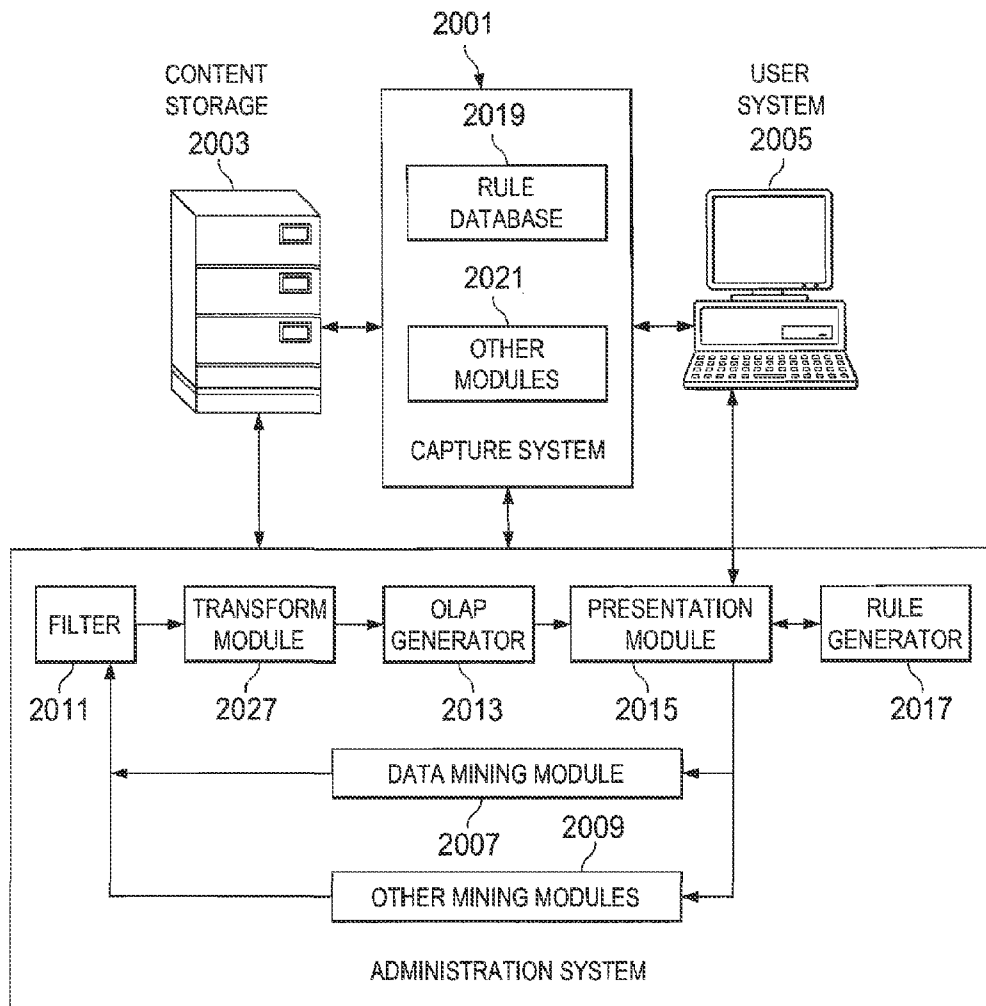 2001
CONTENT
STORAGE
2003
2019
RULE
DATABASE
2021
OTHER
MODULES
CAPTURE SYSTEM
USER
SYSTEM
2005
FILTER
2011
TRANSFORM
MODULE
2027
OLAP
GENERATOR
2013
PRESENTATION
MODULE
2015
RULE
GENERATOR
2017
DATA MINING MODULE
2007
2009
OTHER MINING MODULES
ADMINISTRATION SYSTEM